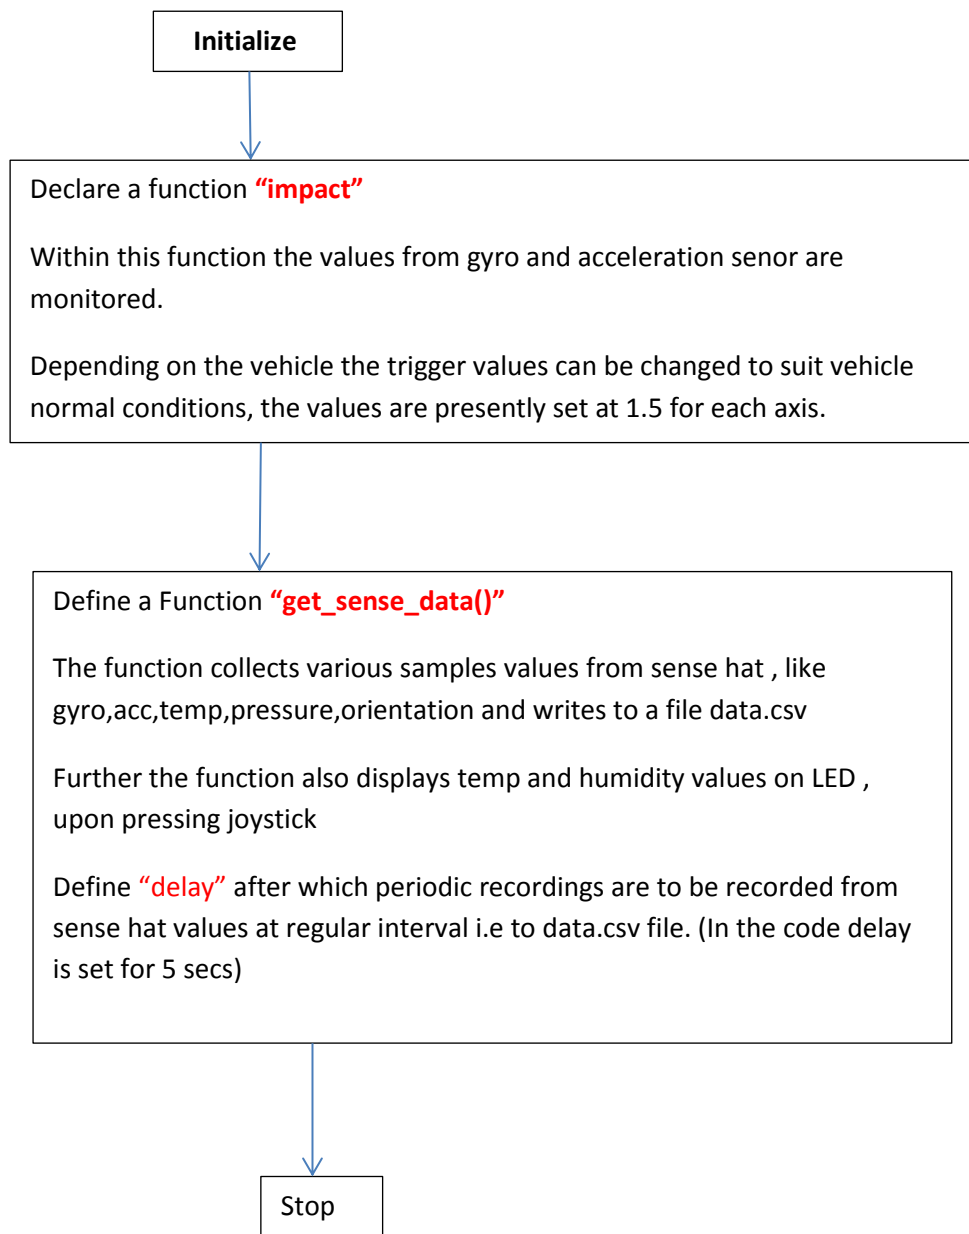 Initialize
Declare a function “impact”
Within this function the values from gyro and acceleration senor are
monitored.
Depending on the vehicle the trigger values can be changed to suit vehicle
normal conditions, the values are presently set at 1.5 for each axis.
Define a Function “get_sense_data()”
The function collects various samples values from sense hat , like
gyro,acc,temp,pressure,orientation and writes to a file data.csv
Further the function also displays temp and humidity values on LED ,
upon pressing joystick
Define “delay” after which periodic recordings are to be recorded from
sense hat values at regular interval i.e to data.csv file. (In the code delay
is set for 5 secs)
Stop